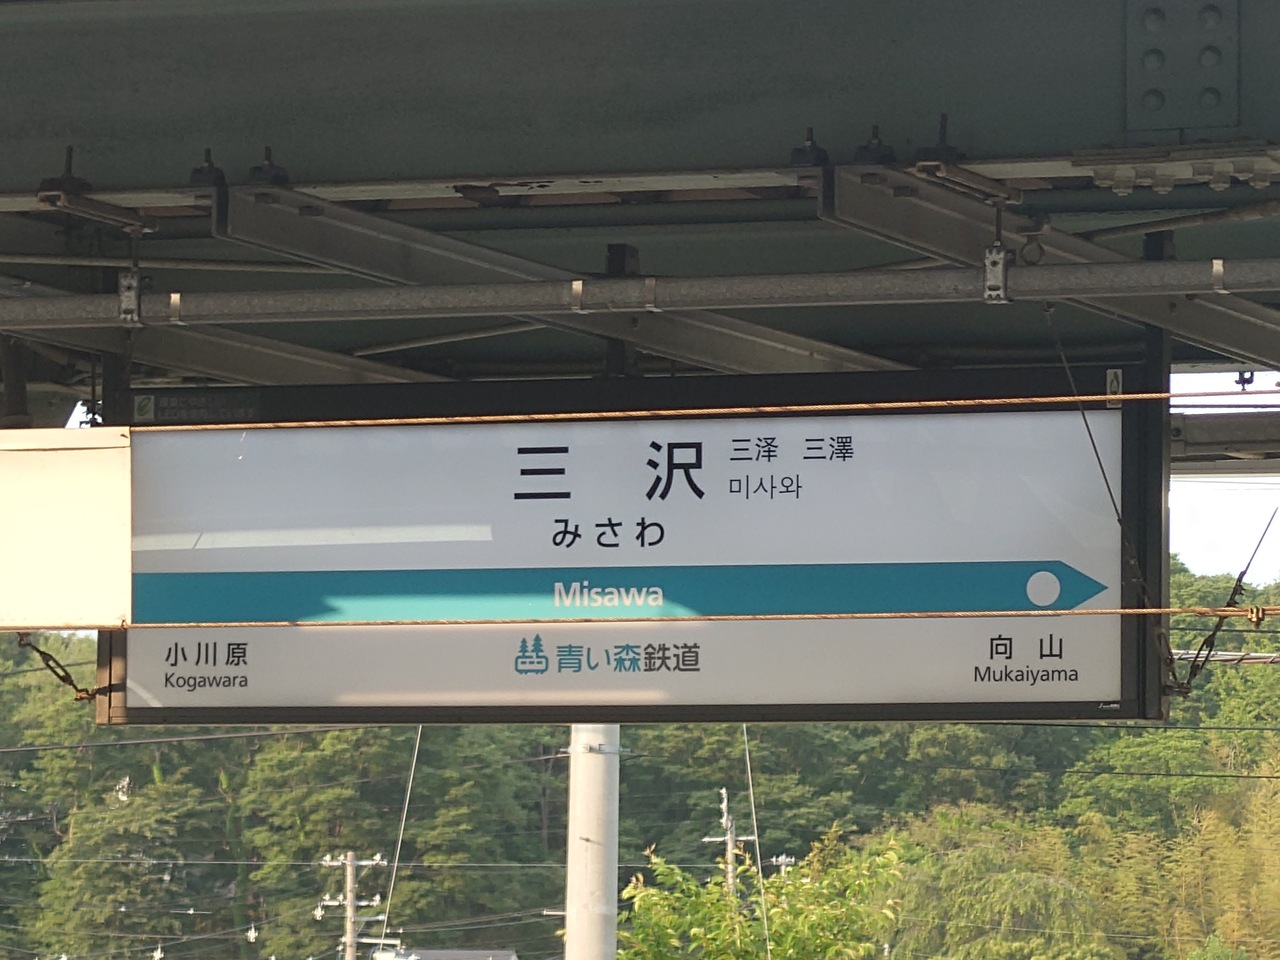 三 沢 三泽 三澤
미사와
みさわ
Misawa
小川原 青い森鉄道 向 山
Kogawara Mukaiyama